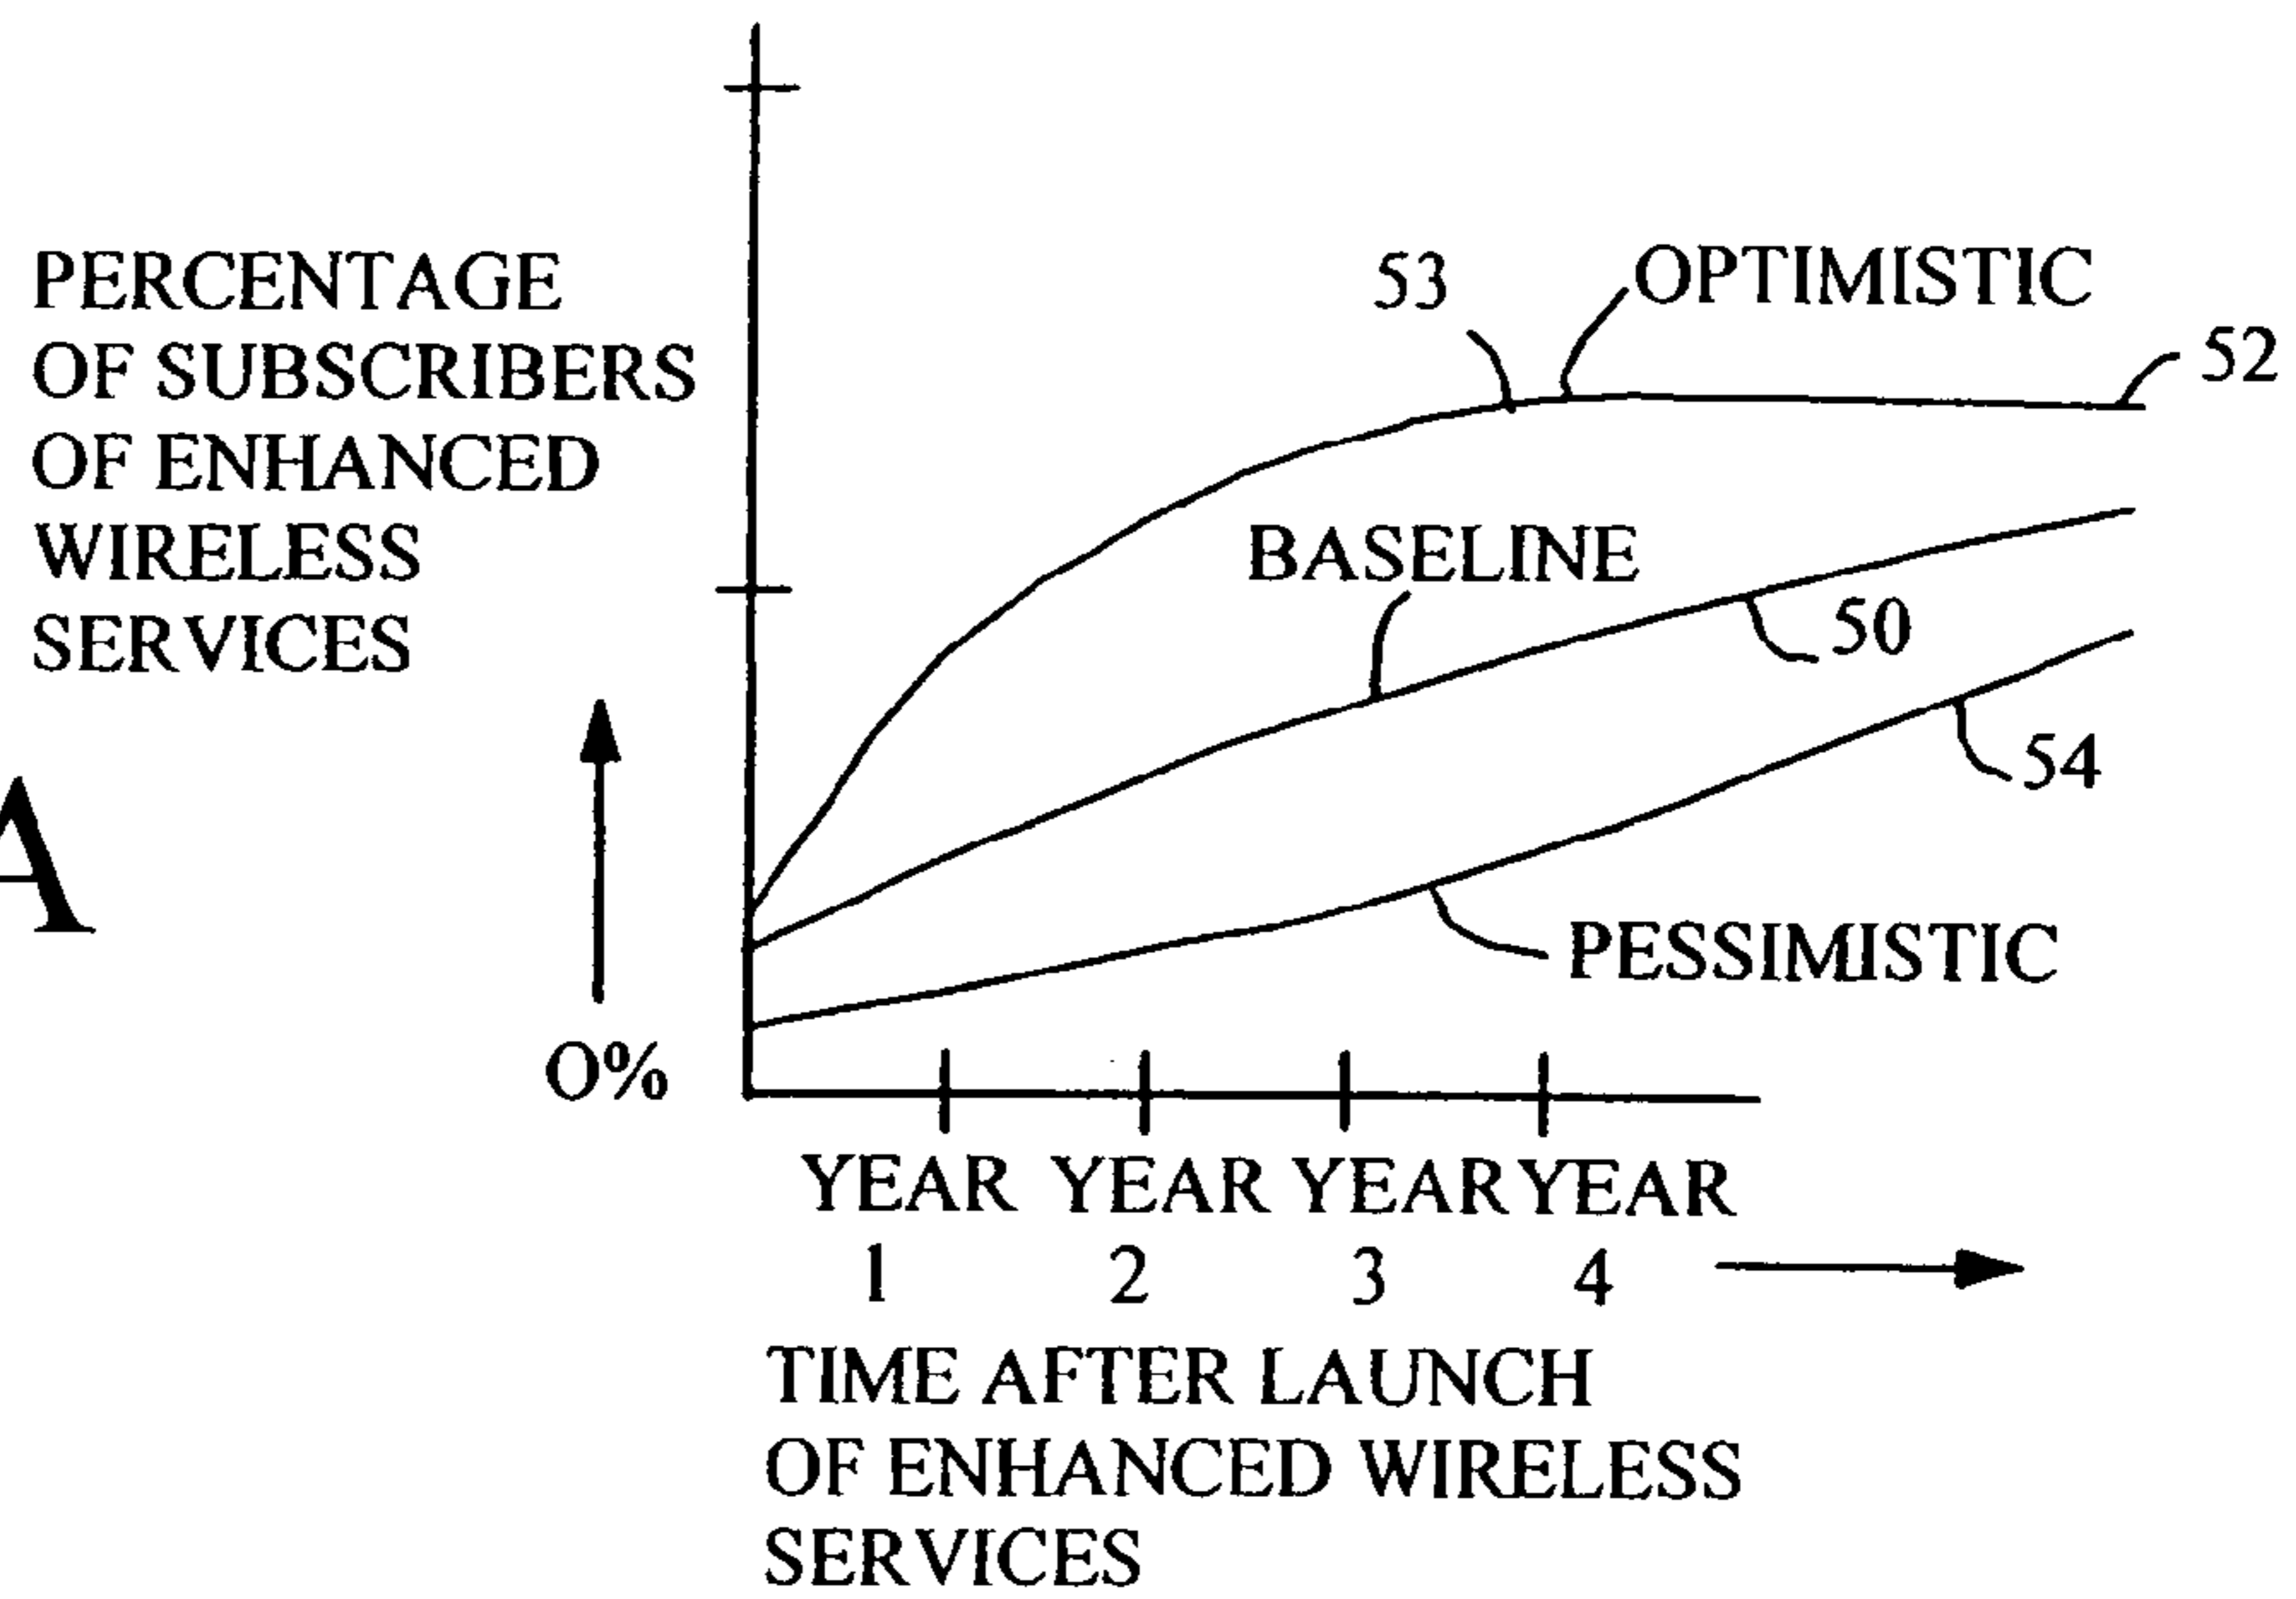 PERCENTAGE
OF SUBSCRIBERS
OF ENHANCED
WIRELESS
SERVICES
53
OPTIMISTIC
52
BASELINE
50
54
PESSIMISTIC
A
O%
YEAR YEAR YEAR YEAR
1 2 3 4
TIME AFTER LAUNCH
OF ENHANCED WIRELESS
SERVICES